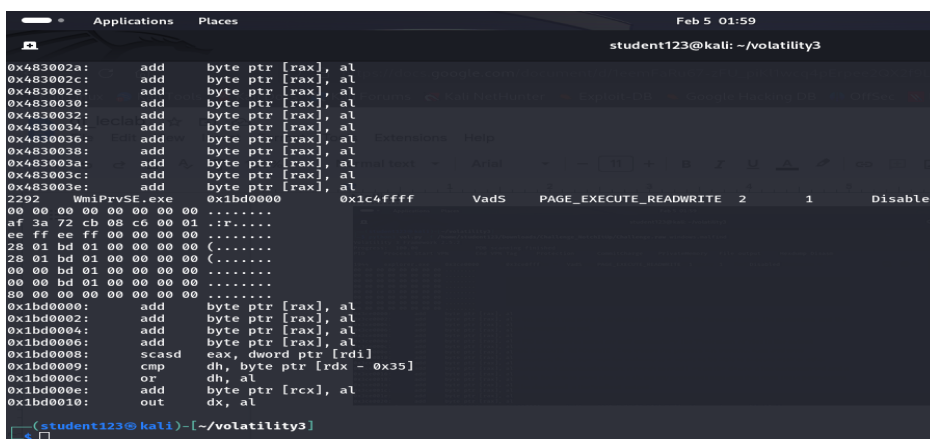 Applications Places Feb 5 01:59
student123@kali: ~/volatility3
0x483002a: add byte ptr [rax], al
0x483002c: add byte ptr [rax], al
0x483002e: add byte ptr [rax], al
0x4830030: add byte ptr [rax], al
0x4830032: add byte ptr [rax], al
0x4830034: add byte ptr [rax], al
0x4830036: add byte ptr [rax], al
0x4830038: add byte ptr [rax], al
0x483003a: add byte ptr [rax], al
0x483003c: add byte ptr [rax], al
0x483003e: add byte ptr [rax], al
2292 WmiPrvSE.exe 0x1bd0000 0x1c4ffff VadS PAGE_EXECUTE_READWRITE 2 1 Disable
00 00 00 00 00 00 00 00 ........
af 3a 72 cb 08 c6 00 01 .:r.....
ee ff ee ff 00 00 00 00 ........
28 01 bd 01 00 00 00 00 (.......
28 01 bd 01 00 00 00 00 (.......
00 00 bd 01 00 00 00 00 ........
00 00 bd 01 00 00 00 00 ........
80 00 00 00 00 00 00 00 ........
0x1bd0000: add byte ptr [rax], al
0x1bd0002: add byte ptr [rax], al
0x1bd0004: add byte ptr [rax], al
0x1bd0006: add byte ptr [rax], al
0x1bd0008: scasd eax, dword ptr [rdi]
0x1bd0009: cmp dh, byte ptr [rdx - 0x35]
0x1bd000c: or dh, al
0x1bd000e: add byte ptr [rcx], al
0x1bd0010: out dx, al
(student123㉿kali)-[~/volatility3]
$